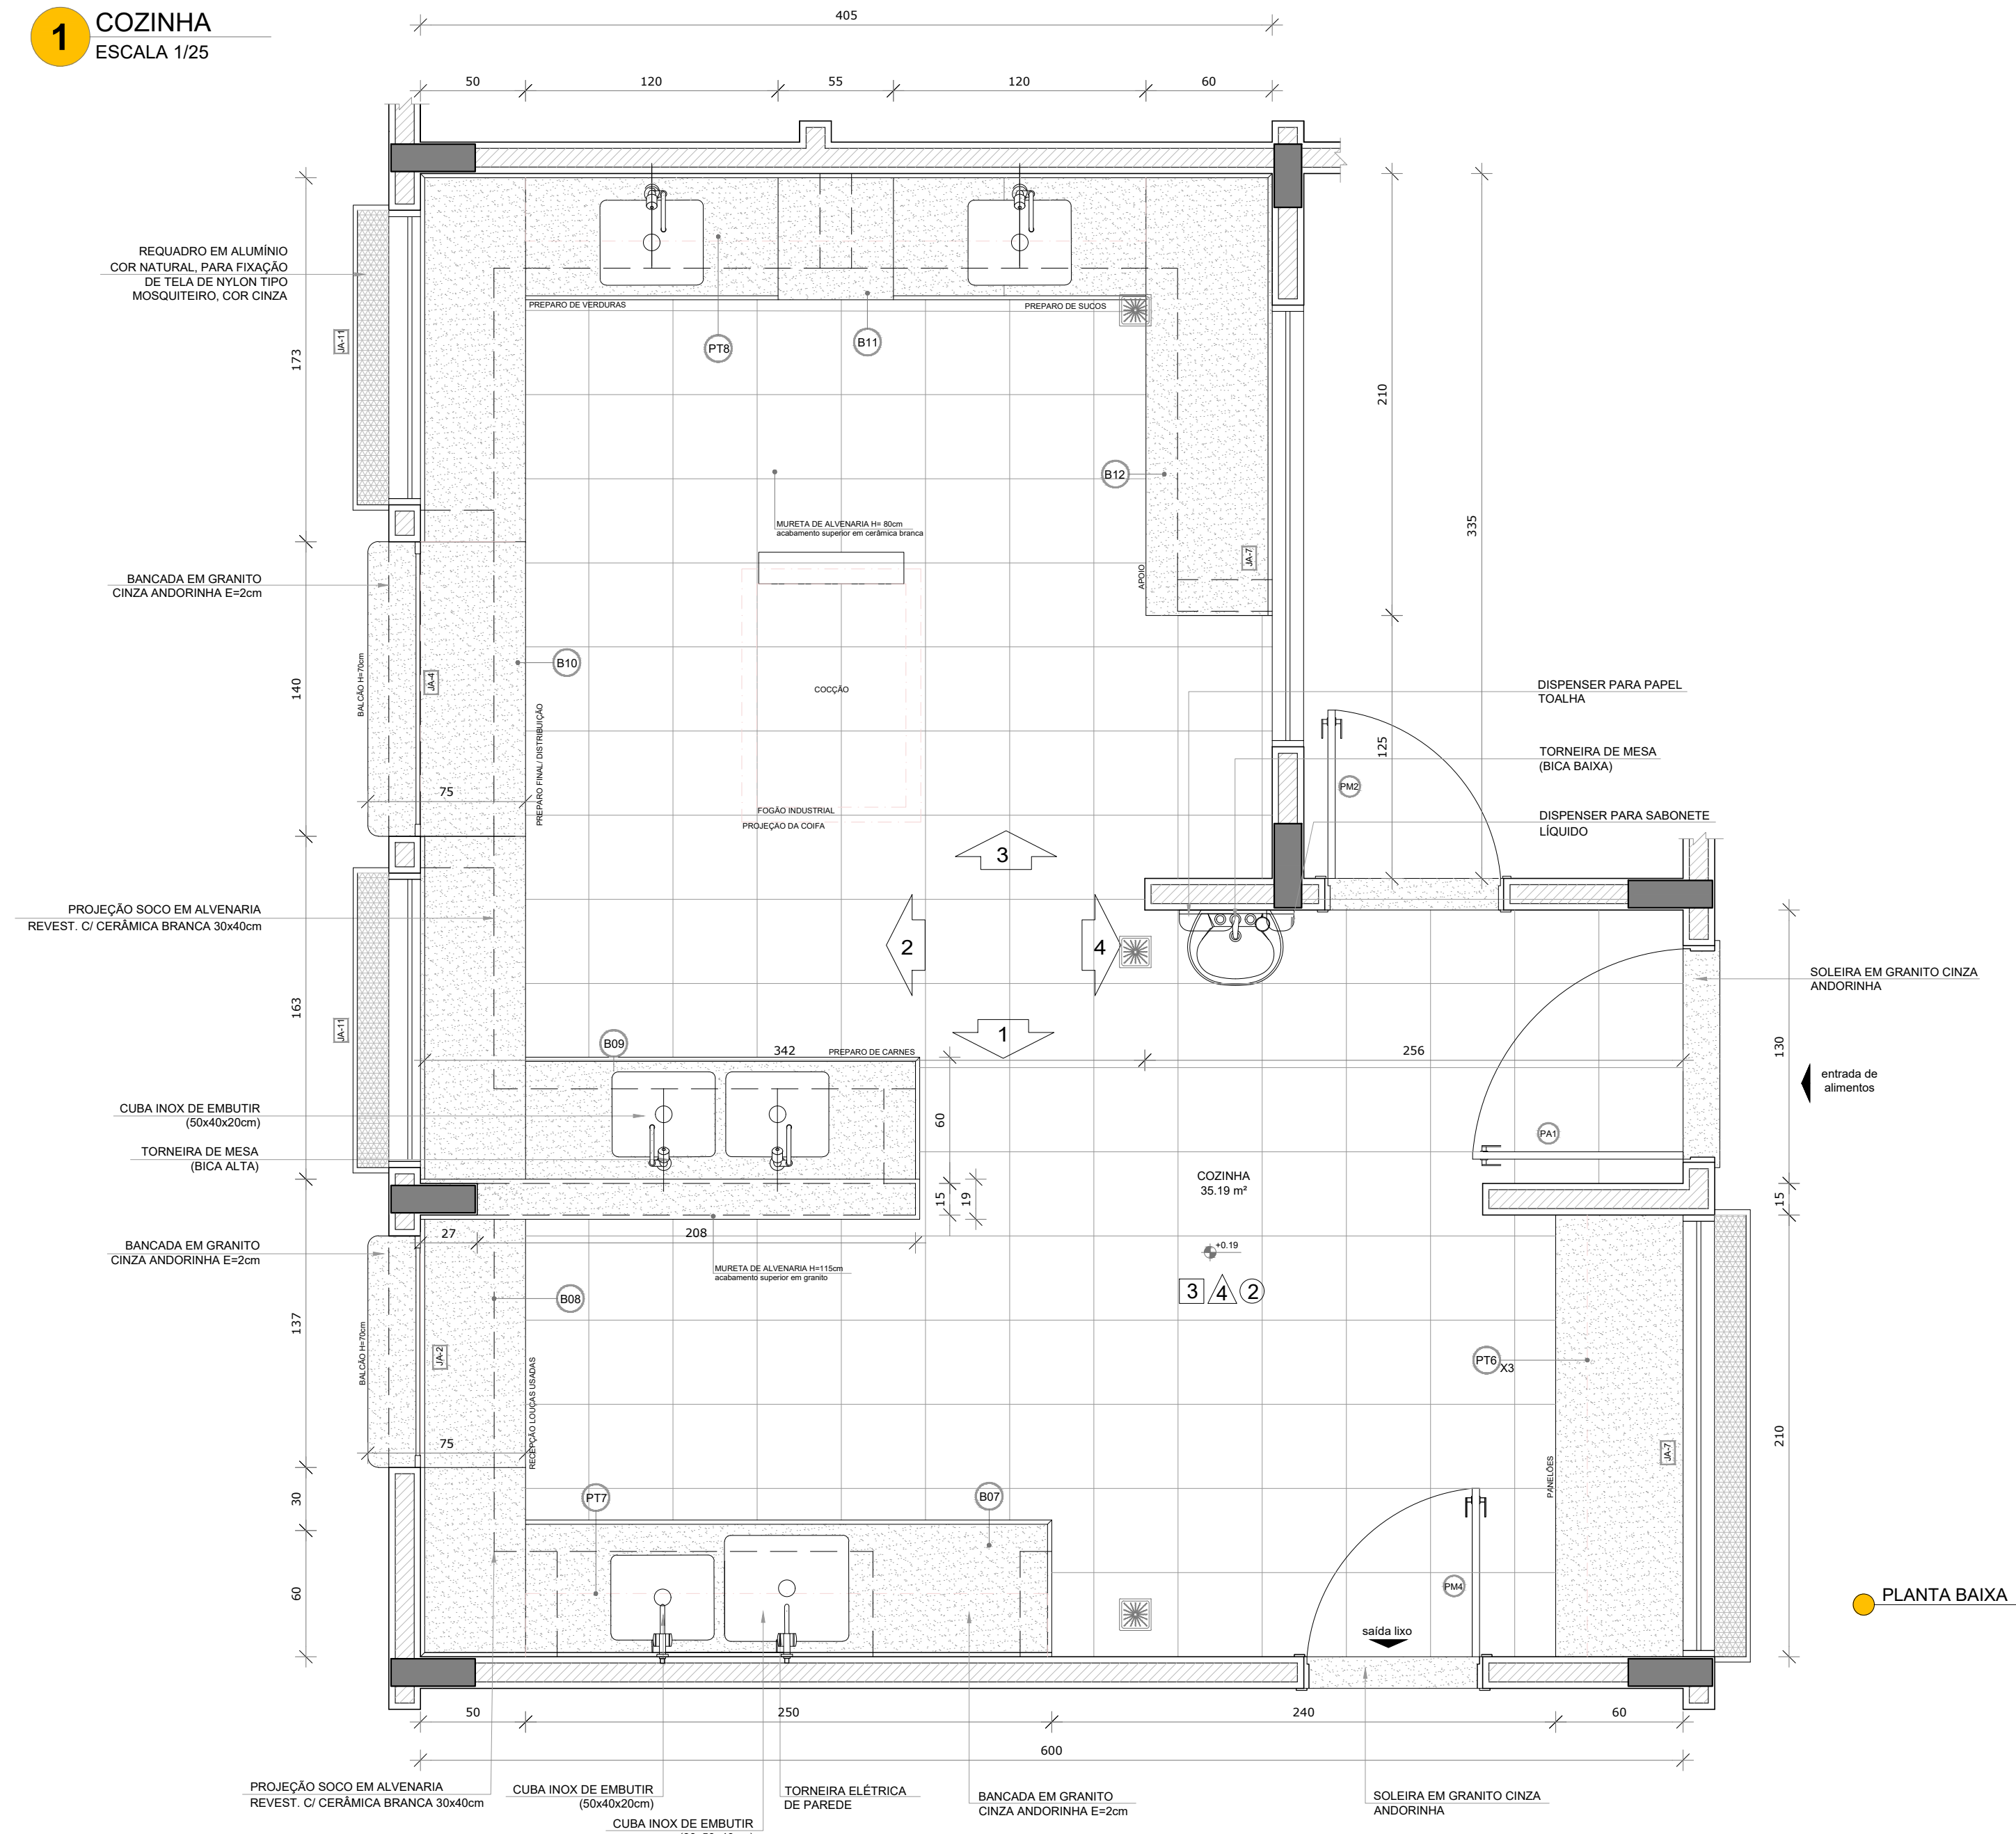 1
COZINHA
ESCALA 1/25
405
50
120
55
120
60
REQUADRO EM ALUMÍNIO
COR NATURAL, PARA FIXAÇÃO
DE TELA DE NYLON TIPO
MOSQUITEIRO, COR CINZA
JA-11
173
PREPARO DE VERDURAS
PREPARO DE SUCOS
PT8
B11
210
335
B12
MURETA DE ALVENARIA H= 80cm
acabamento superior em cerâmica branca
APOIO
JA-7
BANCADA EM GRANITO
CINZA ANDORINHA E=2cm
140
BALCÃO H=70cm
JA-4
B10
COCÇÃO
PREPARO FINAL/ DISTRIBUIÇÃO
75
FOGÃO INDUSTRIAL
PROJEÇÃO DA COIFA
125
PM2
DISPENSER PARA PAPEL
TOALHA
TORNEIRA DE MESA
(BICA BAIXA)
DISPENSER PARA SABONETE
LÍQUIDO
3
2
4
1
PROJEÇÃO SOCO EM ALVENARIA
REVEST. C/ CERÂMICA BRANCA 30x40cm
163
JA-11
SOLEIRA EM GRANITO CINZA
ANDORINHA
130
entrada de
alimentos
B09
342
PREPARO DE CARNES
256
CUBA INOX DE EMBUTIR
(50x40x20cm)
TORNEIRA DE MESA
(BICA ALTA)
60
PA1
COZINHA
35.19 m²
15
19
15
27
208
BANCADA EM GRANITO
CINZA ANDORINHA E=2cm
MURETA DE ALVENARIA H=115cm
acabamento superior em granito
+0.19
3
4
2
B08
137
BALCÃO H=70cm
JA-2
RECEPÇÃO LOUÇAS USADAS
75
PT6
X3
JA-7
PANELÕES
210
30
PT7
B07
60
PM4
saída lixo
PLANTA BAIXA
50
250
240
60
600
PROJEÇÃO SOCO EM ALVENARIA
REVEST. C/ CERÂMICA BRANCA 30x40cm
CUBA INOX DE EMBUTIR
(50x40x20cm)
CUBA INOX DE EMBUTIR
TORNEIRA ELÉTRICA
DE PAREDE
BANCADA EM GRANITO
CINZA ANDORINHA E=2cm
SOLEIRA EM GRANITO CINZA
ANDORINHA